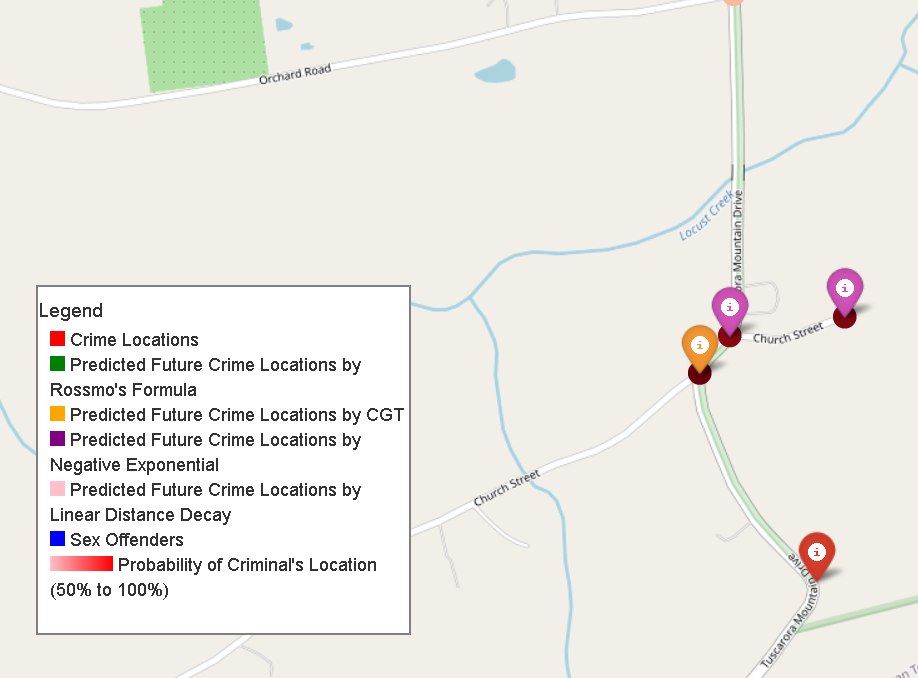 Orchard Road
Locust Creek
ora Mountain Drive
Church Street
Legend
Crime Locations
Predicted Future Crime Locations by
Rossmo's Formula
Predicted Future Crime Locations by CGT
Predicted Future Crime Locations by
Negative Exponential
Predicted Future Crime Locations by
Linear Distance Decay
Sex Offenders
Probability of Criminal's Location
(50% to 100%)
Church Street
Tuscarora Mountain Drive